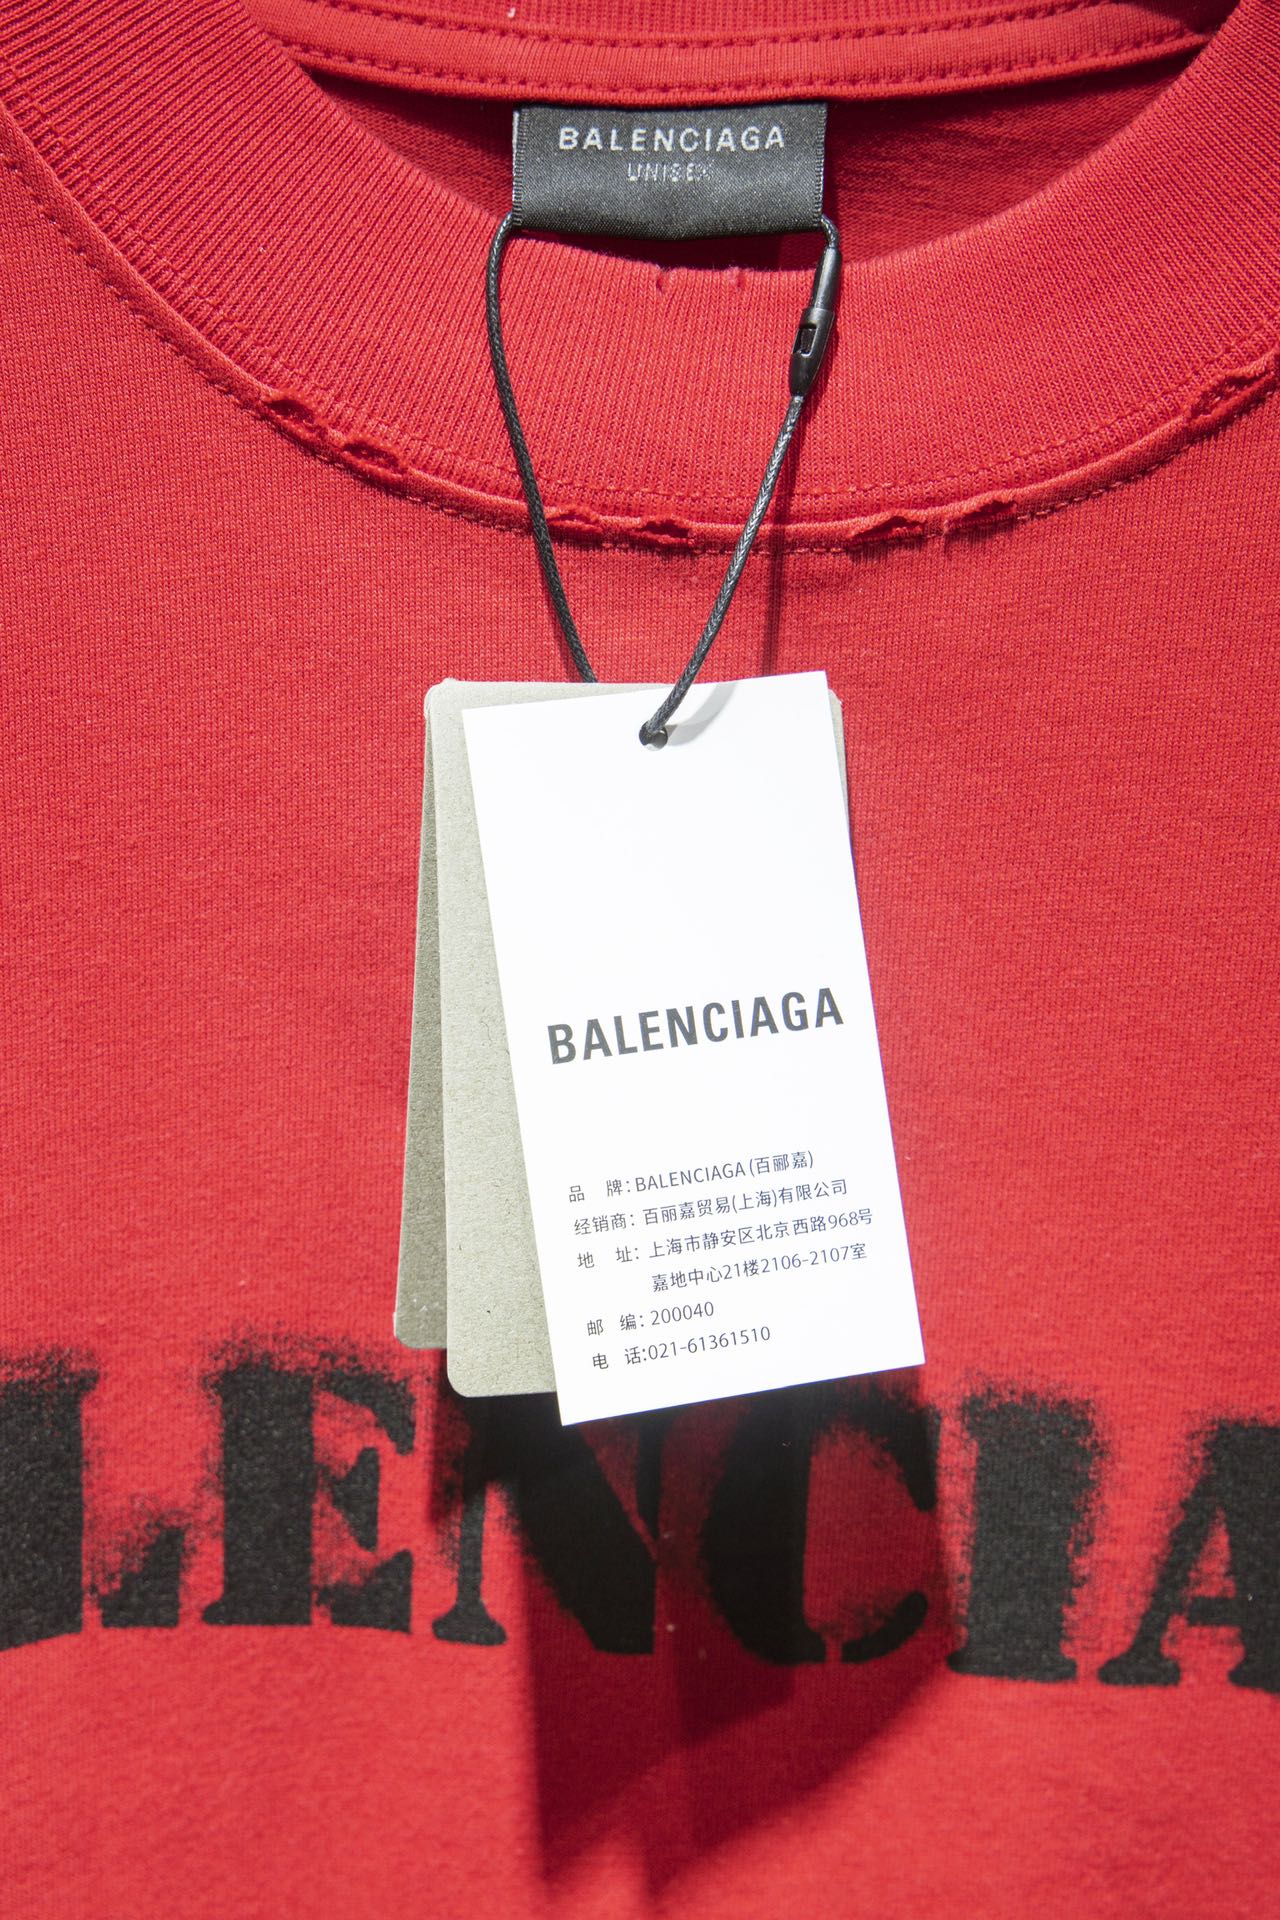 BALENCIAGA
UNISEX
BALENCIAGA
品 牌：BALENCIAGA (百郦嘉)
经销商：百丽嘉贸易(上海)有限公司
地 址：上海市静安区北京西路968号
嘉地中心21楼2106-2107室
邮 编：200040
电 话：021-61361510
LENCIA